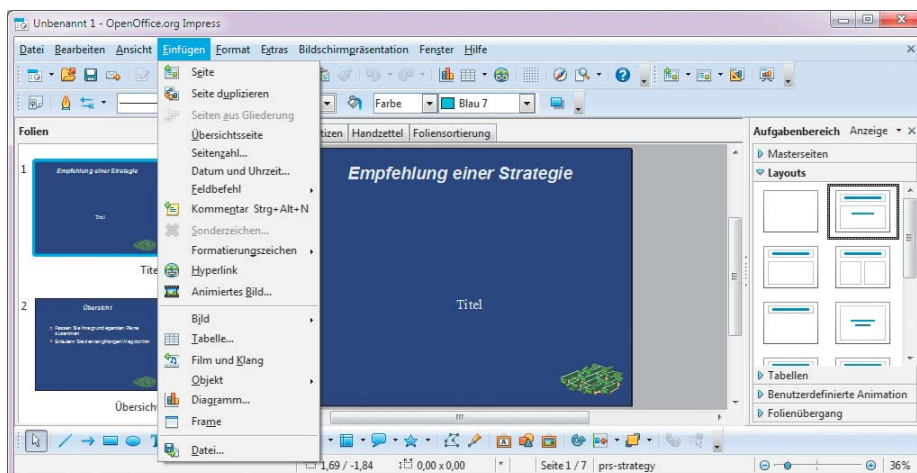 Unbenannt 1 - OpenOffice.org Impress
Datei Bearbeiten Ansicht Einfügen Format Extras Bildschirmpräsentation Fenster Hilfe
Farbe Blau 7
Folien
1
Empfehlung einer Strategie
Titel
2
Übersicht
Seite
Seite duplizieren
Seiten aus Gliederung
Übersichtsseite
Seitenzahl...
Datum und Uhrzeit...
Feldbefehl
Kommentar Strg+Alt+N
Sonderzeichen...
Formatierungszeichen
Hyperlink
Animiertes Bild...
Bild
Tabelle...
Film und Klang
Objekt
Diagramm...
Frame
Datei...
Handzettel Foliensortierung
Empfehlung einer Strategie
Titel
Aufgabenbereich Anzeige
Masterseiten
Layouts
Tabellen
Benutzerdefinierte Animation
Folienübergang
1,69 / -1,84 0,00 x 0,00 * Seite 1 / 7 prs-strategy 36%